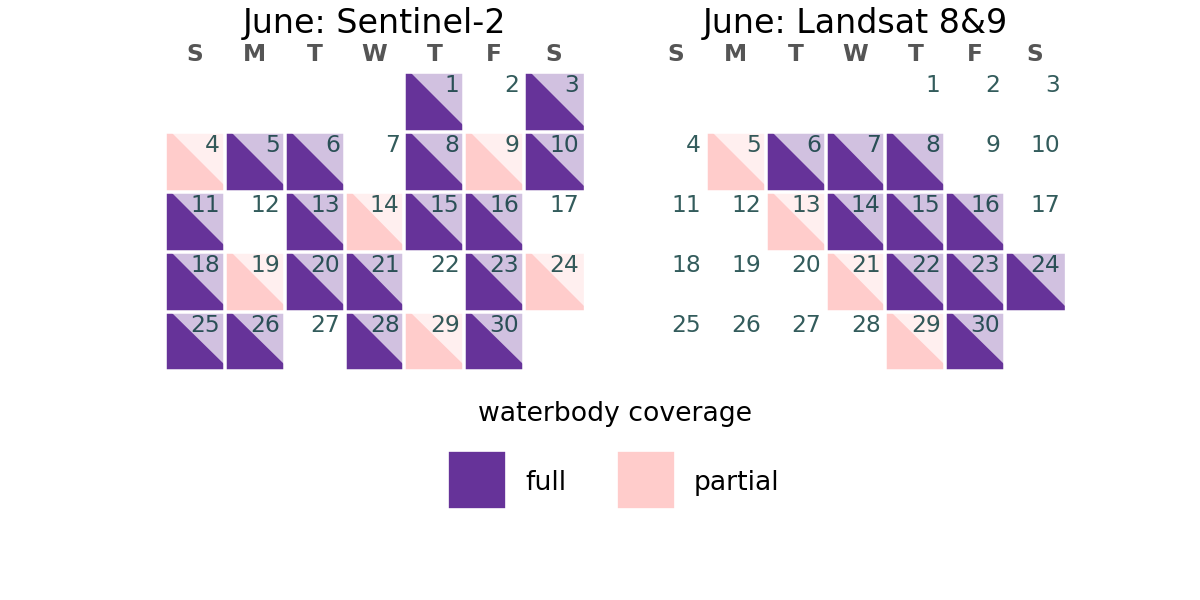 June: Sentinel-2
S M T W T F S
1 2 3
4 5 6 7 8 9 10
11 12 13 14 15 16 17
18 19 20 21 22 23 24
25 26 27 28 29 30
June: Landsat 8&9
S M T W T F S
1 2 3
4 5 6 7 8 9 10
11 12 13 14 15 16 17
18 19 20 21 22 23 24
25 26 27 28 29 30
waterbody coverage
full partial